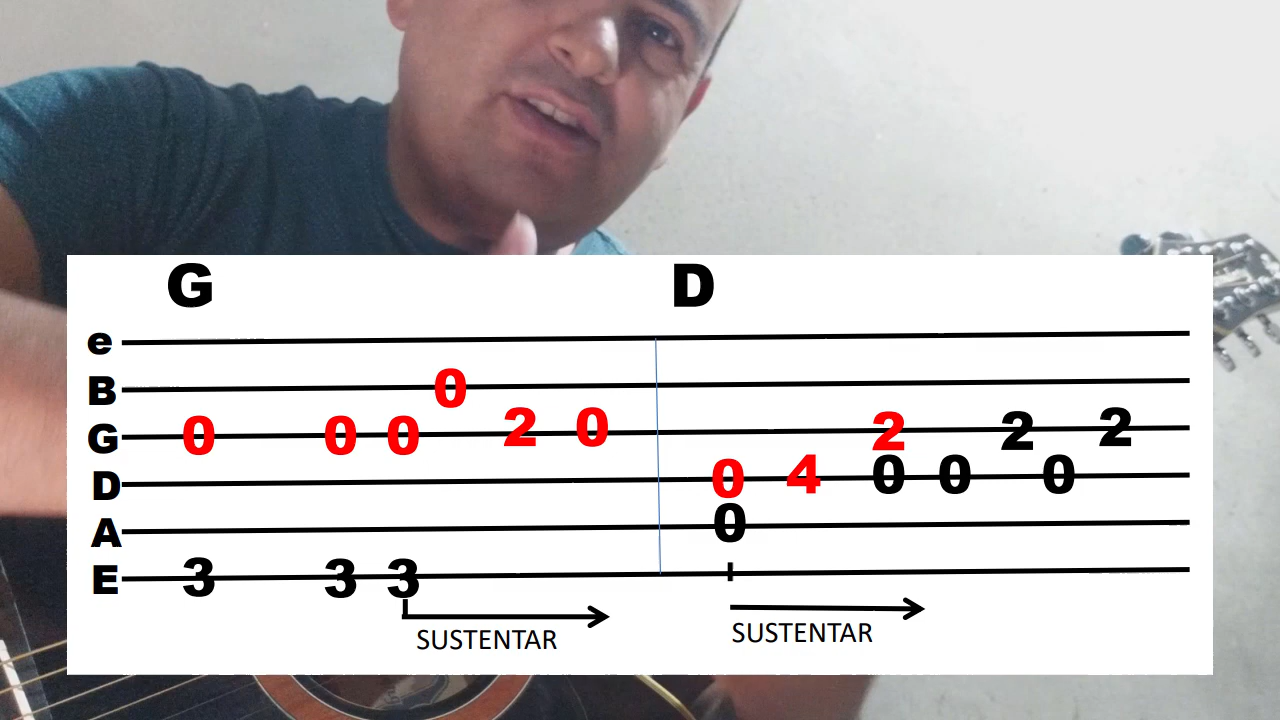 G D
e
B 0
G 0 0 0 2 0 2 2 2
D 0 4 0 0 0
A 0
E 3 3 3
SUSTENTAR SUSTENTAR